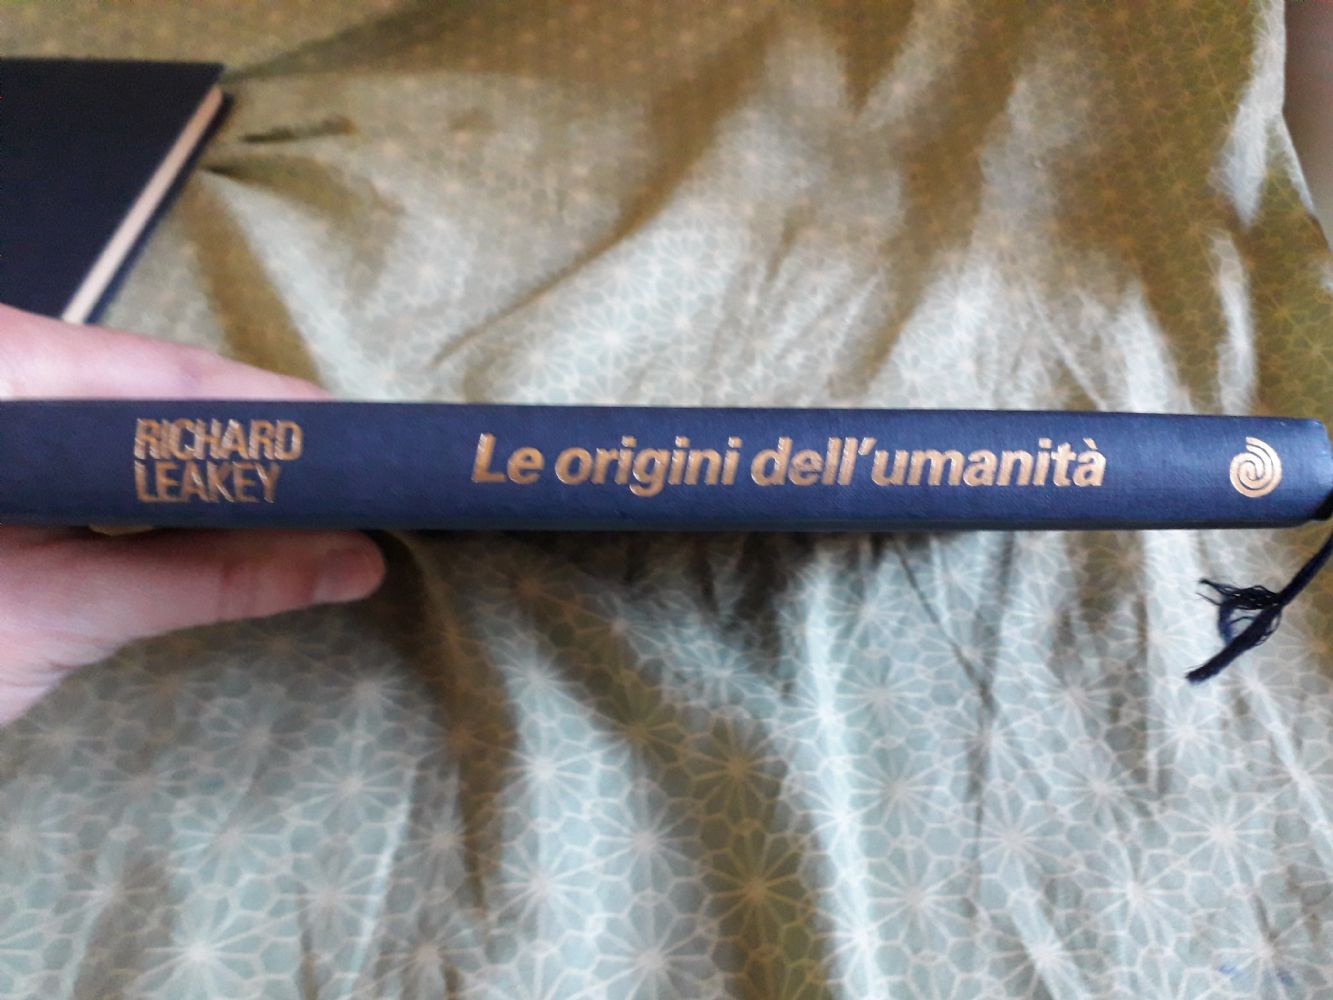 RICHARD
LEAKEY
Le origini dell'umanità